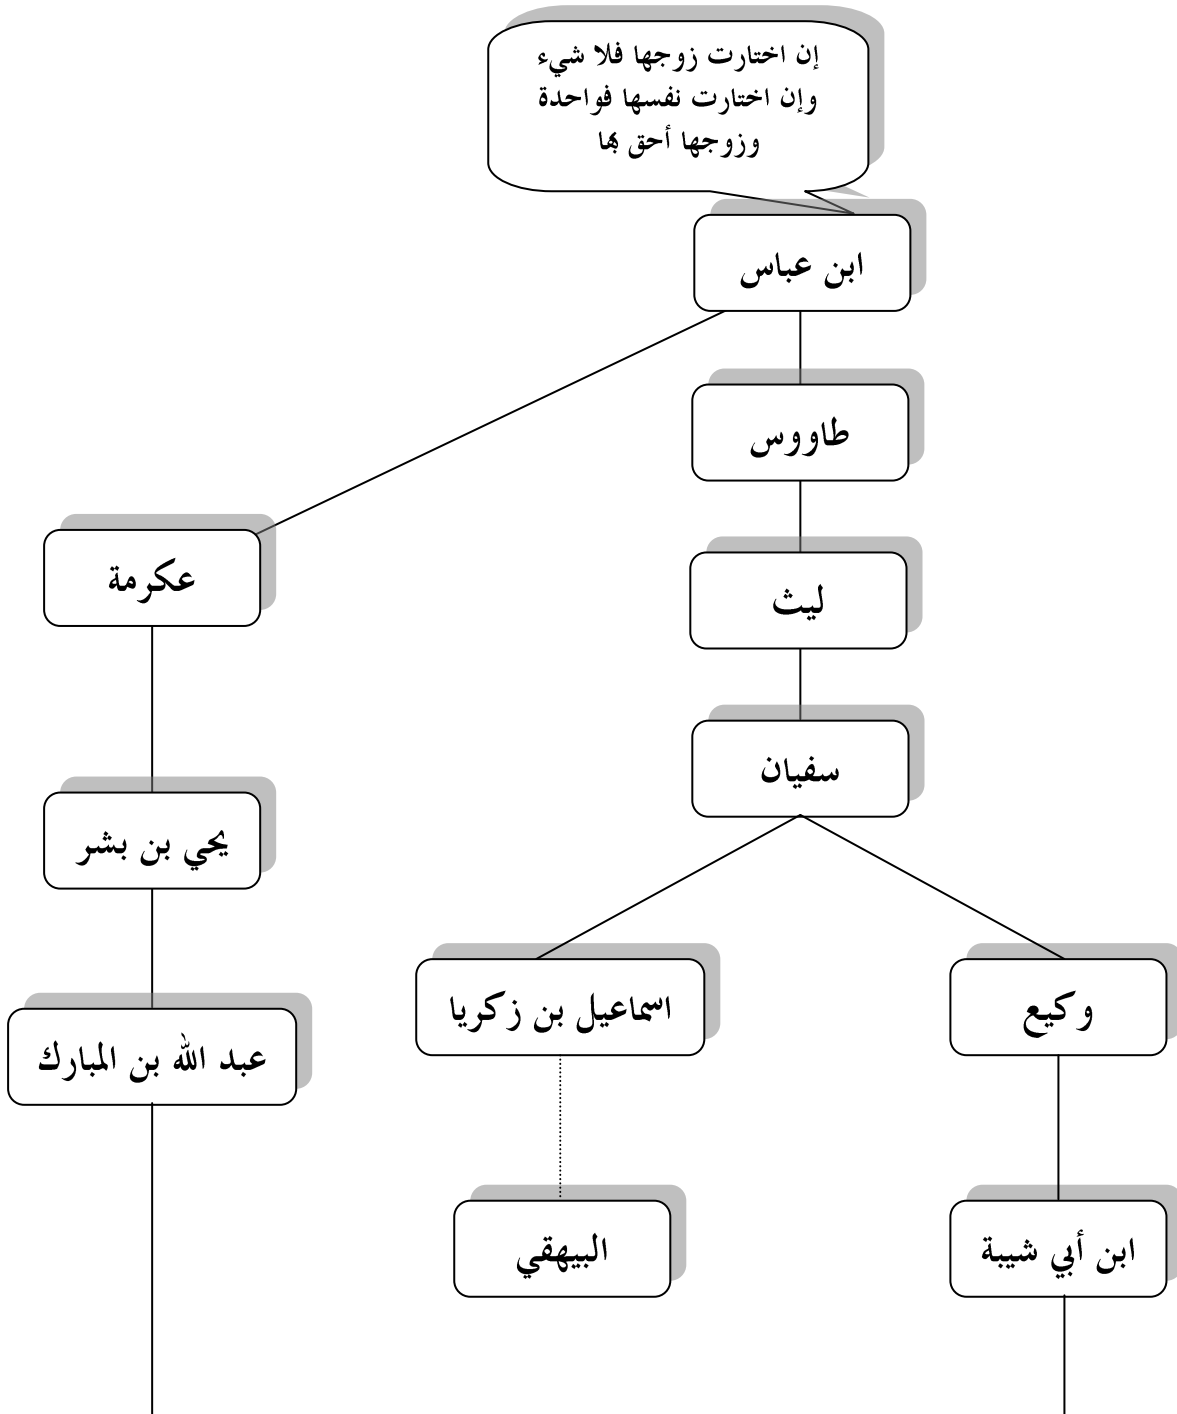 إن اختارت زوجها فلا شيء
وإن اختارت نفسها فواحدة
وزوجها أحق بها
ابن عباس
طاووس
ليث
عكرمة
سفيان
يحي بن بشر
وكيع
اسماعيل بن زكريا
عبد الله بن المبارك
ابن أبي شيبة
البيهقي